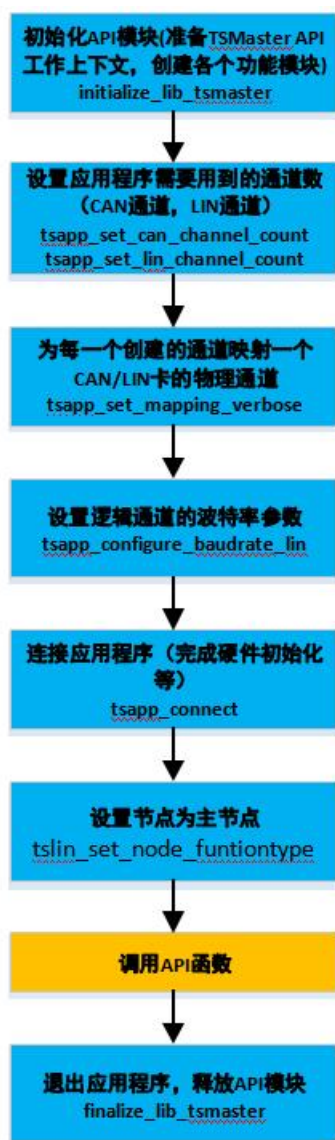 初始化API模块(准备TSMaster API
工作上下文，创建各个功能模块)
initialize_lib_tsmaster
设置应用程序需要用到的通道数
（CAN通道，LIN通道）
tsapp_set_can_channel_count
tsapp_set_lin_channel_count
为每一个创建的通道映射一个
CAN/LIN卡的物理通道
tsapp_set_mapping_verbose
设置逻辑通道的波特率参数
tsapp_configure_baudrate_lin
连接应用程序（完成硬件初始化
等）
tsapp_connect
设置节点为主节点
tslin_set_node_funtiontype
调用API函数
退出应用程序，释放API模块
finalize_lib_tsmaster